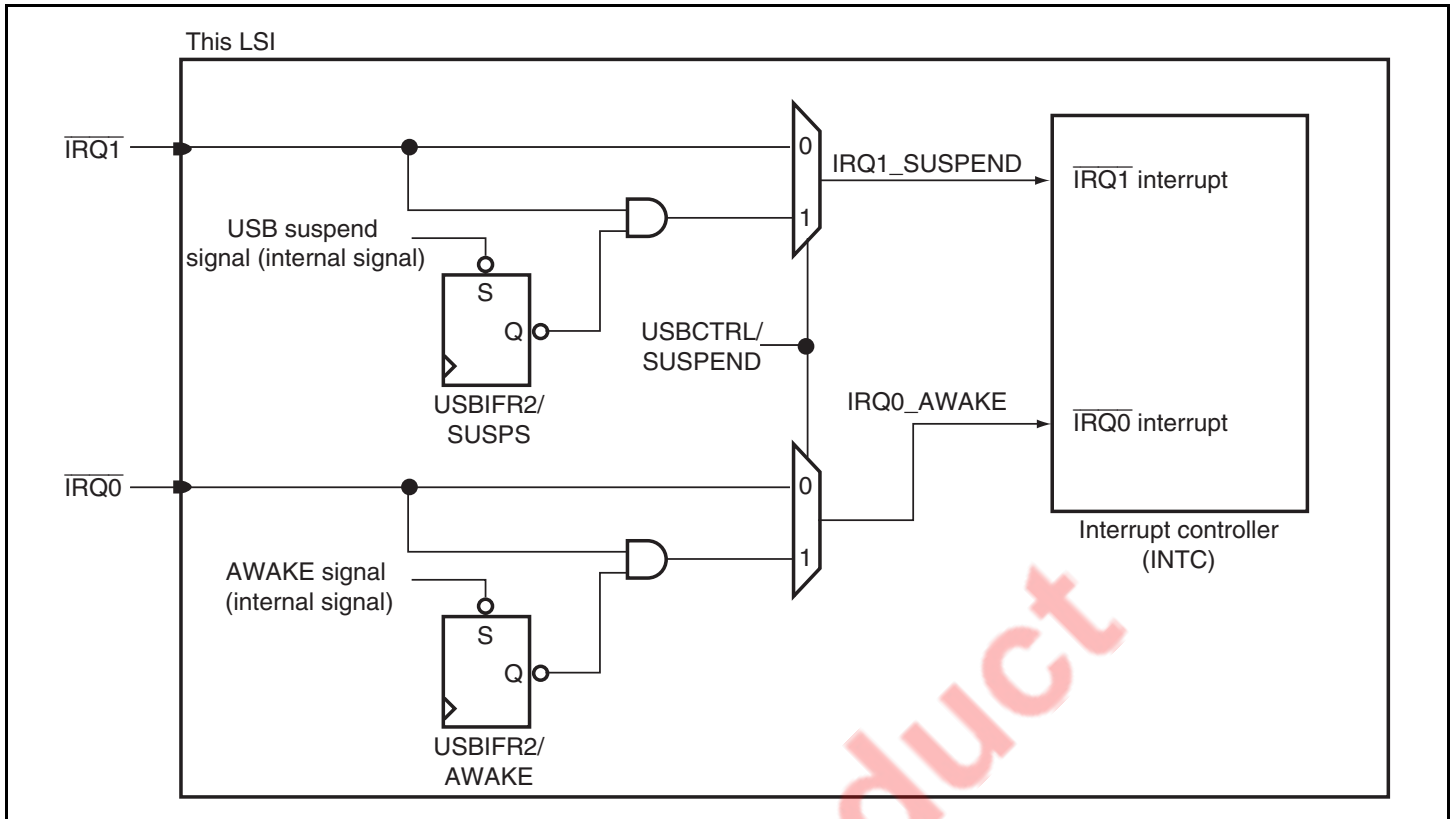 This LSI
IRQ1
0
IRQ1_SUSPEND
IRQ1 interrupt
1
USB suspend
signal (internal signal)
S
Q
USBCTRL/
SUSPEND
USBIFR2/
SUSPS
IRQ0_AWAKE
IRQ0 interrupt
IRQ0
0
Interrupt controller
(INTC)
1
AWAKE signal
(internal signal)
S
Q
USBIFR2/
AWAKE
duct